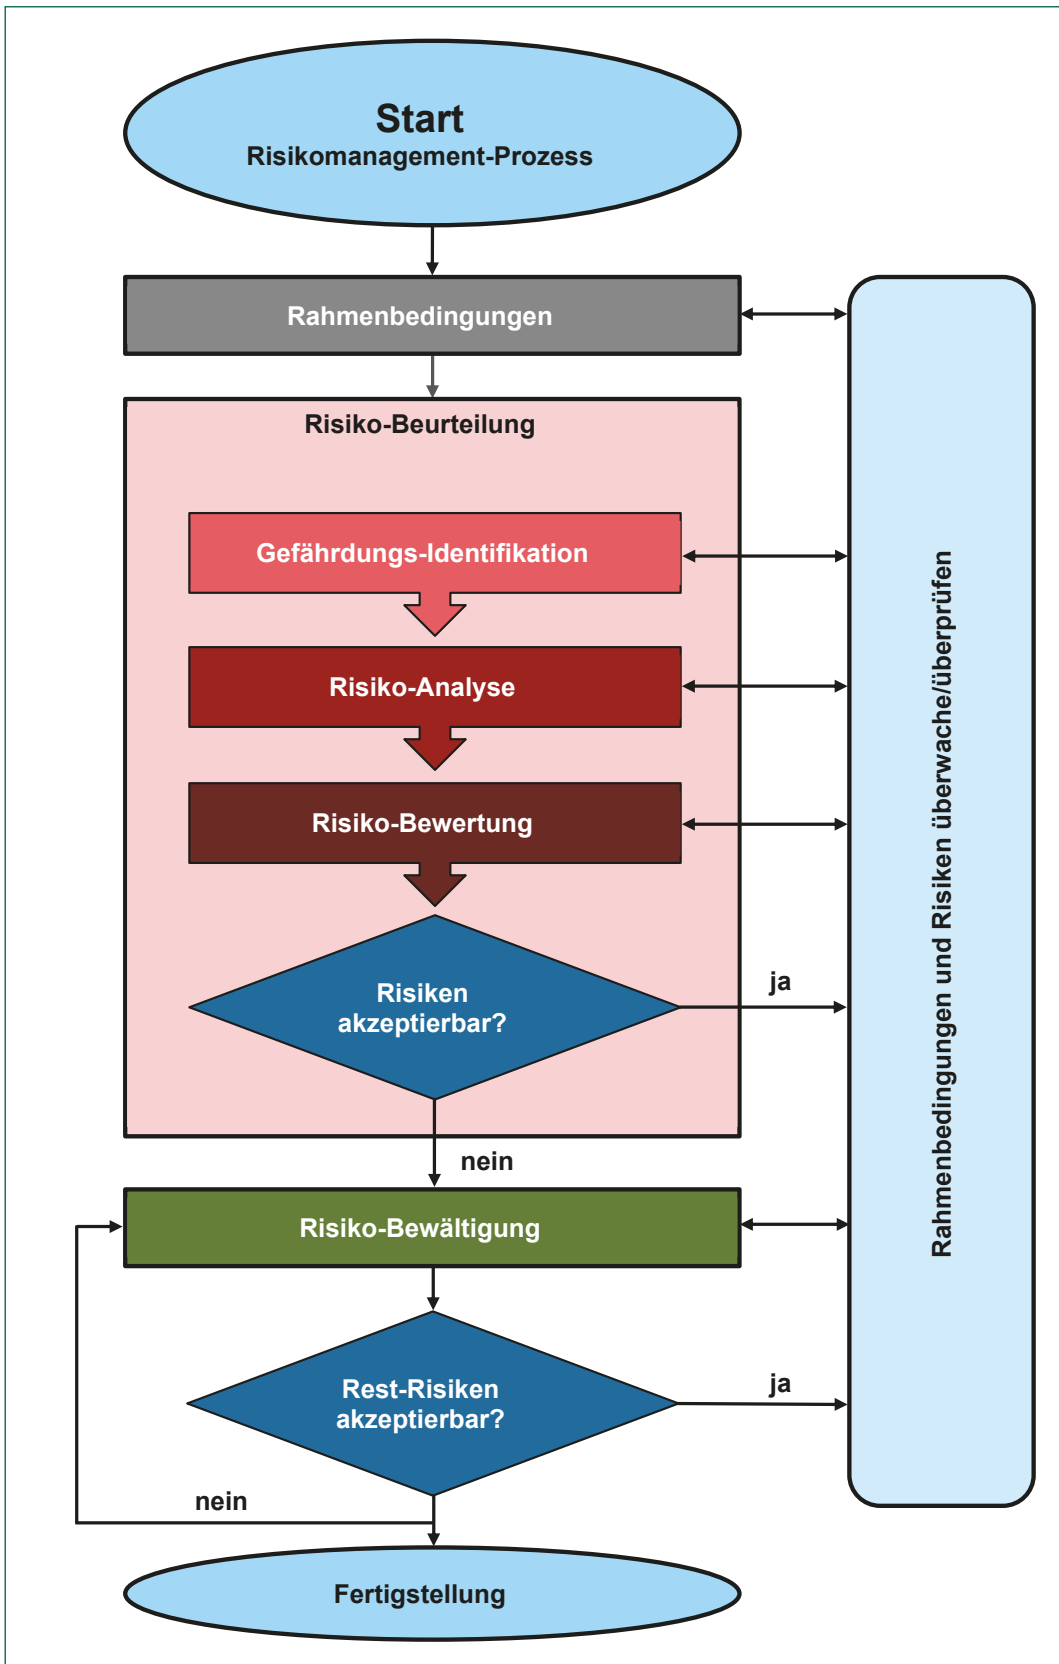 Start
Risikomanagement-Prozess
Rahmenbedingungen
Risiko-Beurteilung
Gefährdungs-Identifikation
Risiko-Analyse
Risiko-Bewertung
Risiken
akzeptierbar?
ja
nein
Risiko-Bewältigung
Rest-Risiken
akzeptierbar?
ja
nein
Fertigstellung
Rahmenbedingungen und Risiken überwache/überprüfen